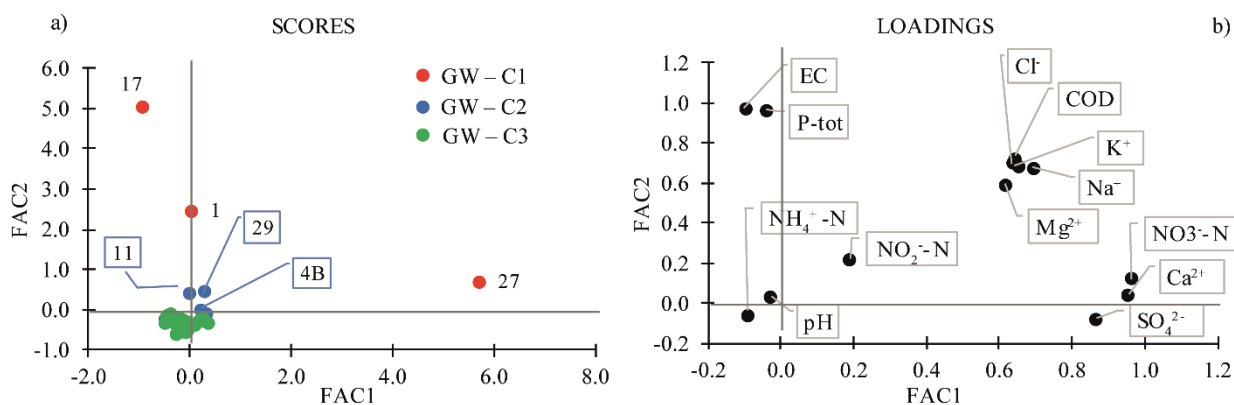 a) SCORES
6.0
5.0
4.0
3.0
2.0
1.0
0.0
-1.0
FAC2
17
1
27
11
29
4B
GW – C1
GW – C2
GW – C3
-2.0 0.0 2.0 4.0 6.0 8.0
FAC1
LOADINGS b)
1.2
1.0
0.8
0.6
0.4
0.2
0.0
-0.2
FAC2
EC
P-tot
Cl⁻
COD
K⁺
Na⁺
Mg²⁺
NH₄⁺ -N
NO₂⁻- N
NO3⁻- N
Ca²⁺
SO₄²⁻
pH
-0.2 0.0 0.2 0.4 0.6 0.8 1.0 1.2
FAC1